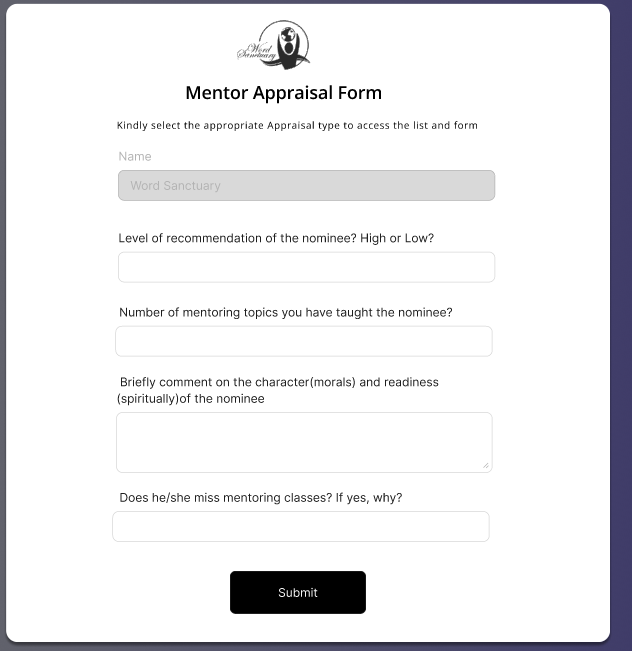 Word
Sanctuary
Mentor Appraisal Form
Kindly select the appropriate Appraisal type to access the list and form
Name
Word Sanctuary
Level of recommendation of the nominee? High or Low?
Number of mentoring topics you have taught the nominee?
Briefly comment on the character(morals) and readiness
(spiritually)of the nominee
Does he/she miss mentoring classes? If yes, why?
Submit